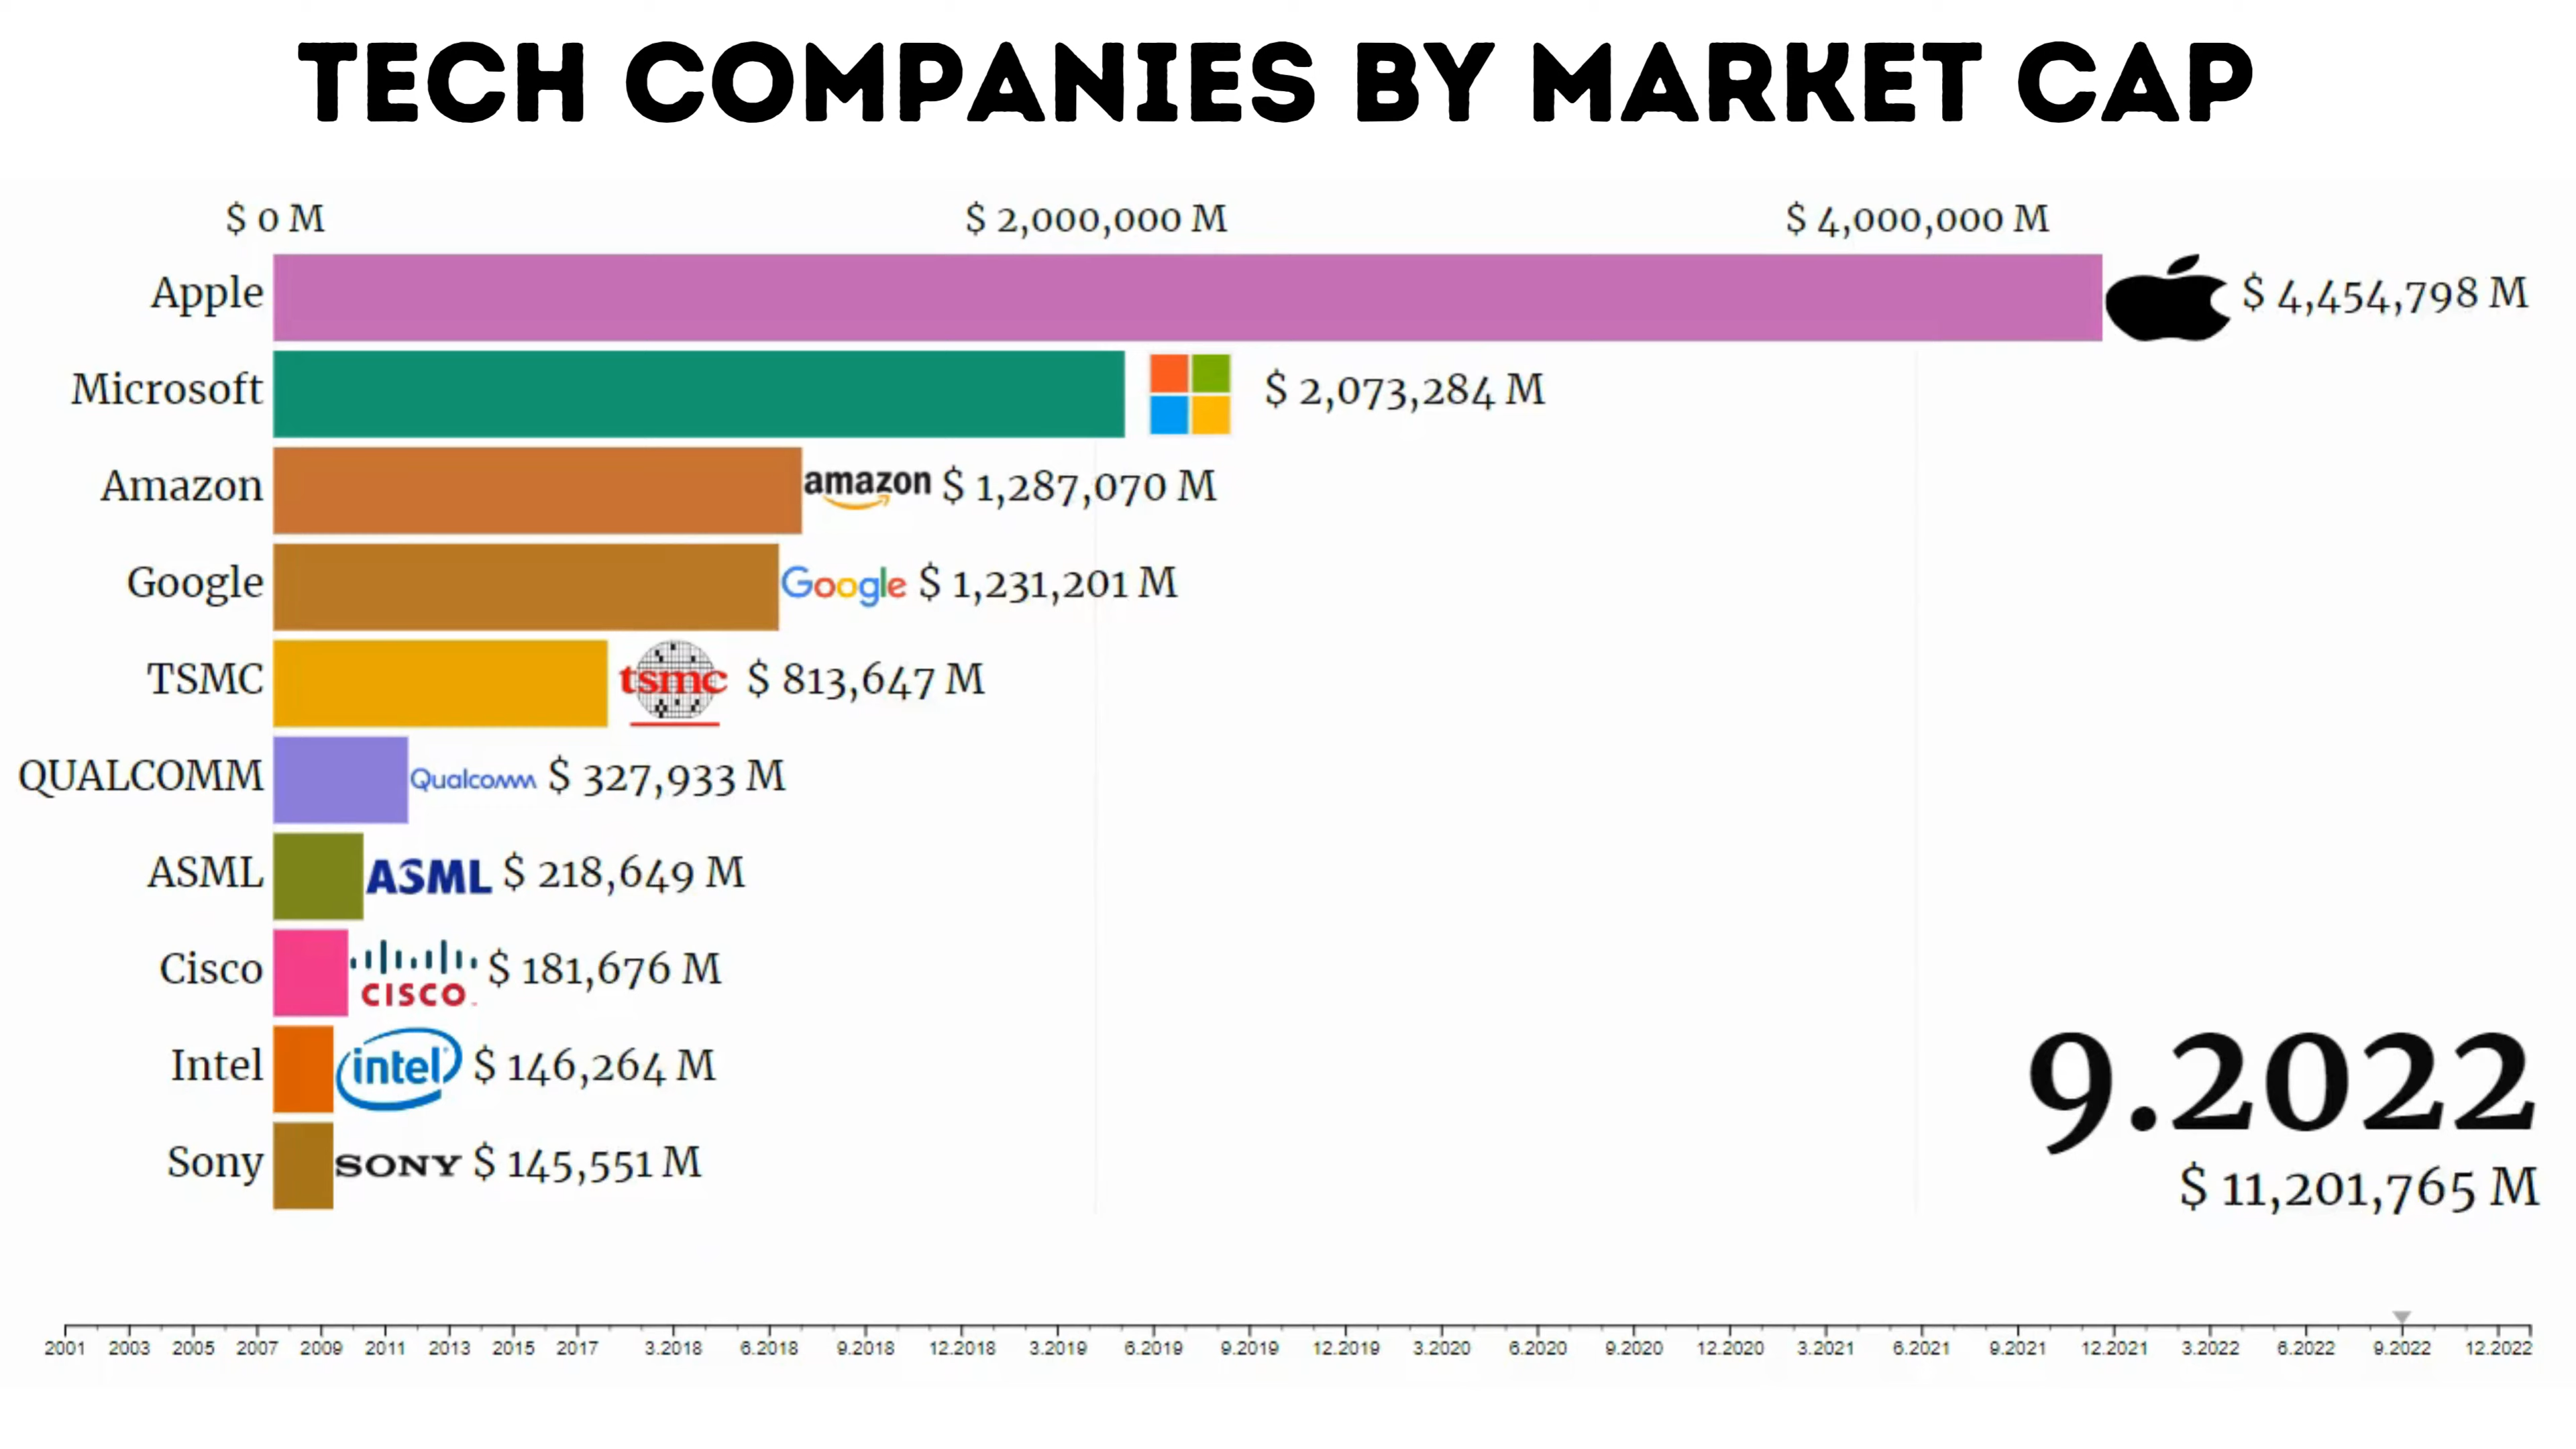 TECH COMPANIES BY MARKET CAP
$ 0 M $ 2,000,000 M $ 4,000,000 M
Apple $ 4,454,798 M
Microsoft $ 2,073,284 M
Amazon amazon $ 1,287,070 M
Google Google $ 1,231,201 M
TSMC tsmc $ 813,647 M
QUALCOMM Qualcomm $ 327,933 M
ASML ASML $ 218,649 M
Cisco CISCO $ 181,676 M
Intel intel $ 146,264 M
Sony SONY $ 145,551 M
9.2022
$ 11,201,765 M
2001 2003 2005 2007 2009 2011 2013 2015 2017 3.2018 6.2018 9.2018 12.2018 3.2019 6.2019 9.2019 12.2019 3.2020 6.2020 9.2020 12.2020 3.2021 6.2021 9.2021 12.2021 3.2022 6.2022 9.2022 12.2022